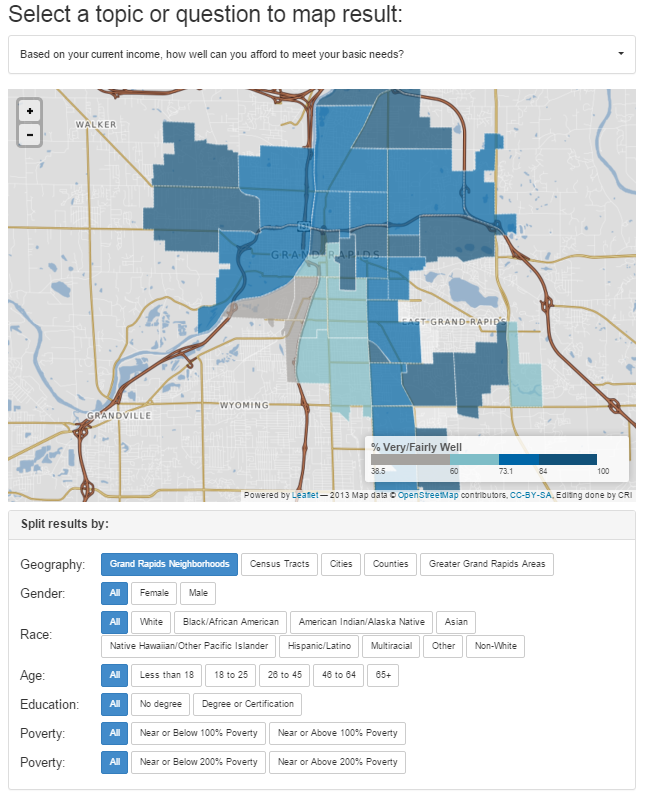 Select a topic or question to map result:
Based on your current income, how well can you afford to meet your basic needs?
+
−
WALKER
GRAND RAPIDS
EAST GRAND RAPIDS
WYOMING
GRANDVILLE
% Very/Fairly Well
38.5 60 73.1 84 100
Powered by Leaflet — 2013 Map data © OpenStreetMap contributors, CC-BY-SA, Editing done by CRI
Split results by:
Geography: Grand Rapids Neighborhoods Census Tracts Cities Counties Greater Grand Rapids Areas
Gender: All Female Male
Race: All White Black/African American American Indian/Alaska Native Asian
Native Hawaiian/Other Pacific Islander Hispanic/Latino Multiracial Other Non-White
Age: All Less than 18 18 to 25 26 to 45 46 to 64 65+
Education: All No degree Degree or Certification
Poverty: All Near or Below 100% Poverty Near or Above 100% Poverty
Poverty: All Near or Below 200% Poverty Near or Above 200% Poverty